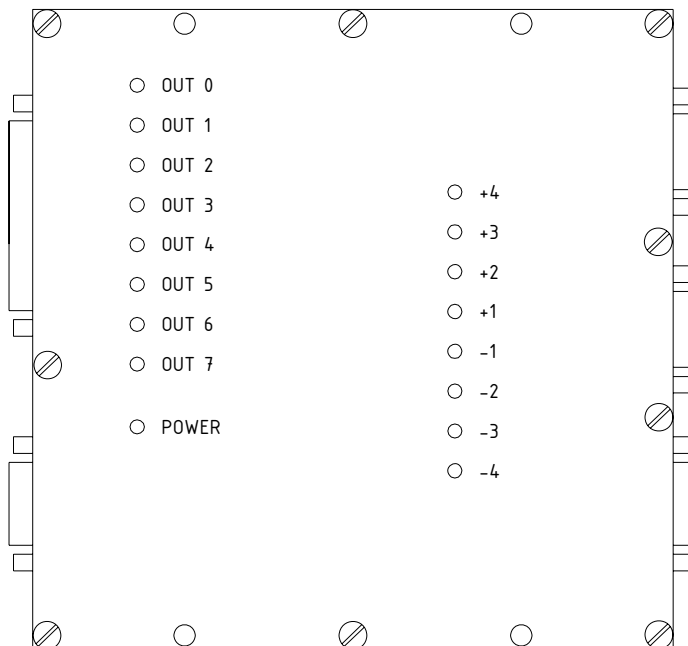 OUT 0
OUT 1
OUT 2
OUT 3
OUT 4
OUT 5
OUT 6
OUT 7
POWER
+4
+3
+2
+1
-1
-2
-3
-4